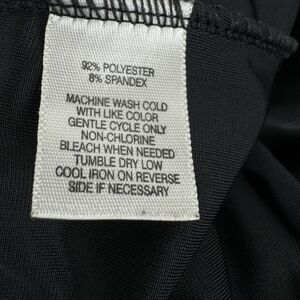 92% POLYESTER
8% SPANDEX
MACHINE WASH COLD
WITH LIKE COLOR
GENTLE CYCLE ONLY
NON-CHLORINE
BLEACH WHEN NEEDED
TUMBLE DRY LOW
COOL IRON ON REVERSE
SIDE IF NECESSARY